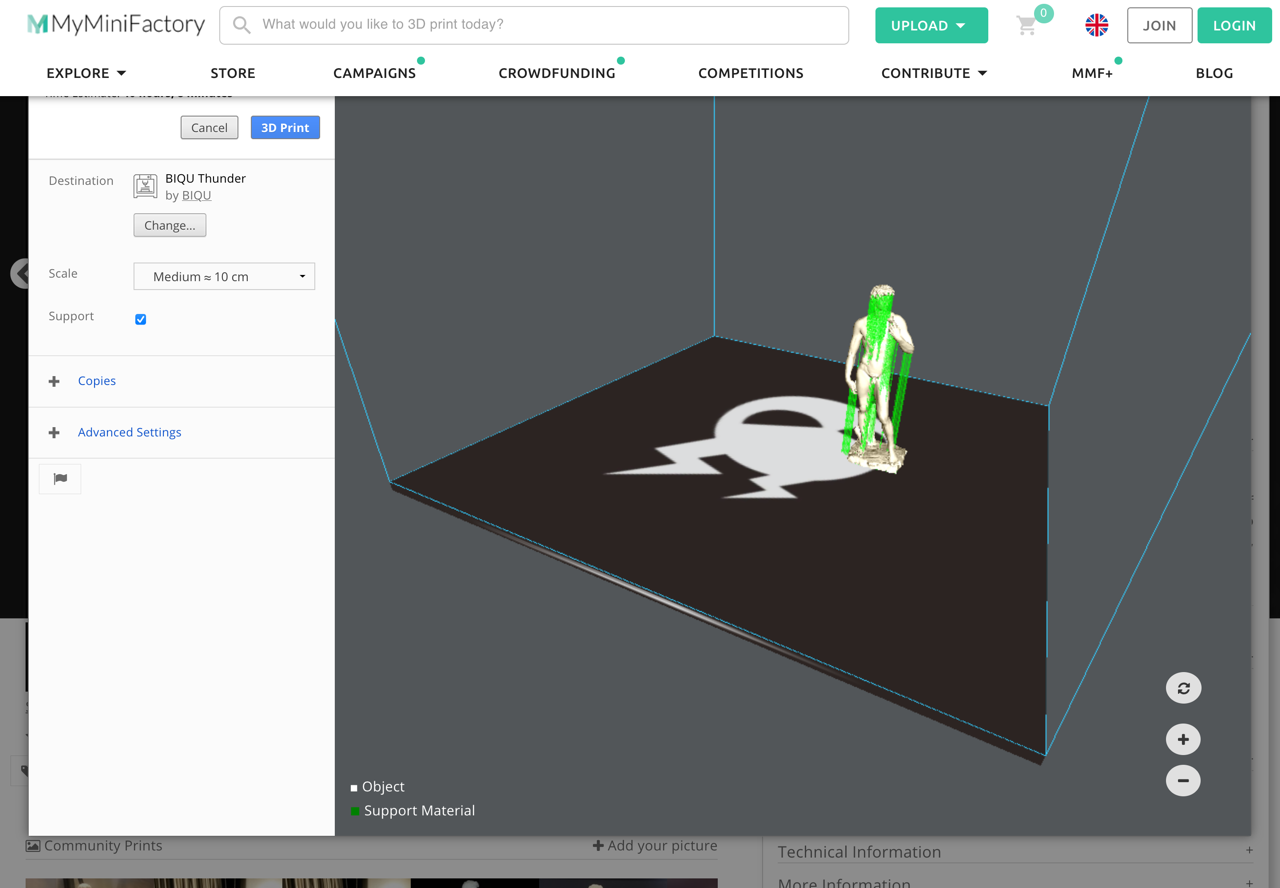 MyMiniFactory
What would you like to 3D print today?
UPLOAD
0
JOIN
LOGIN
EXPLORE
STORE
CAMPAIGNS
CROWDFUNDING
COMPETITIONS
CONTRIBUTE
MMF+
BLOG
Cancel
3D Print
Destination
BIQU Thunder
by BIQU
Change...
Scale
Medium ≈ 10 cm
Support
+ Copies
+ Advanced Settings
Object
Support Material
Community Prints
+ Add your picture
Technical Information +
More Information +